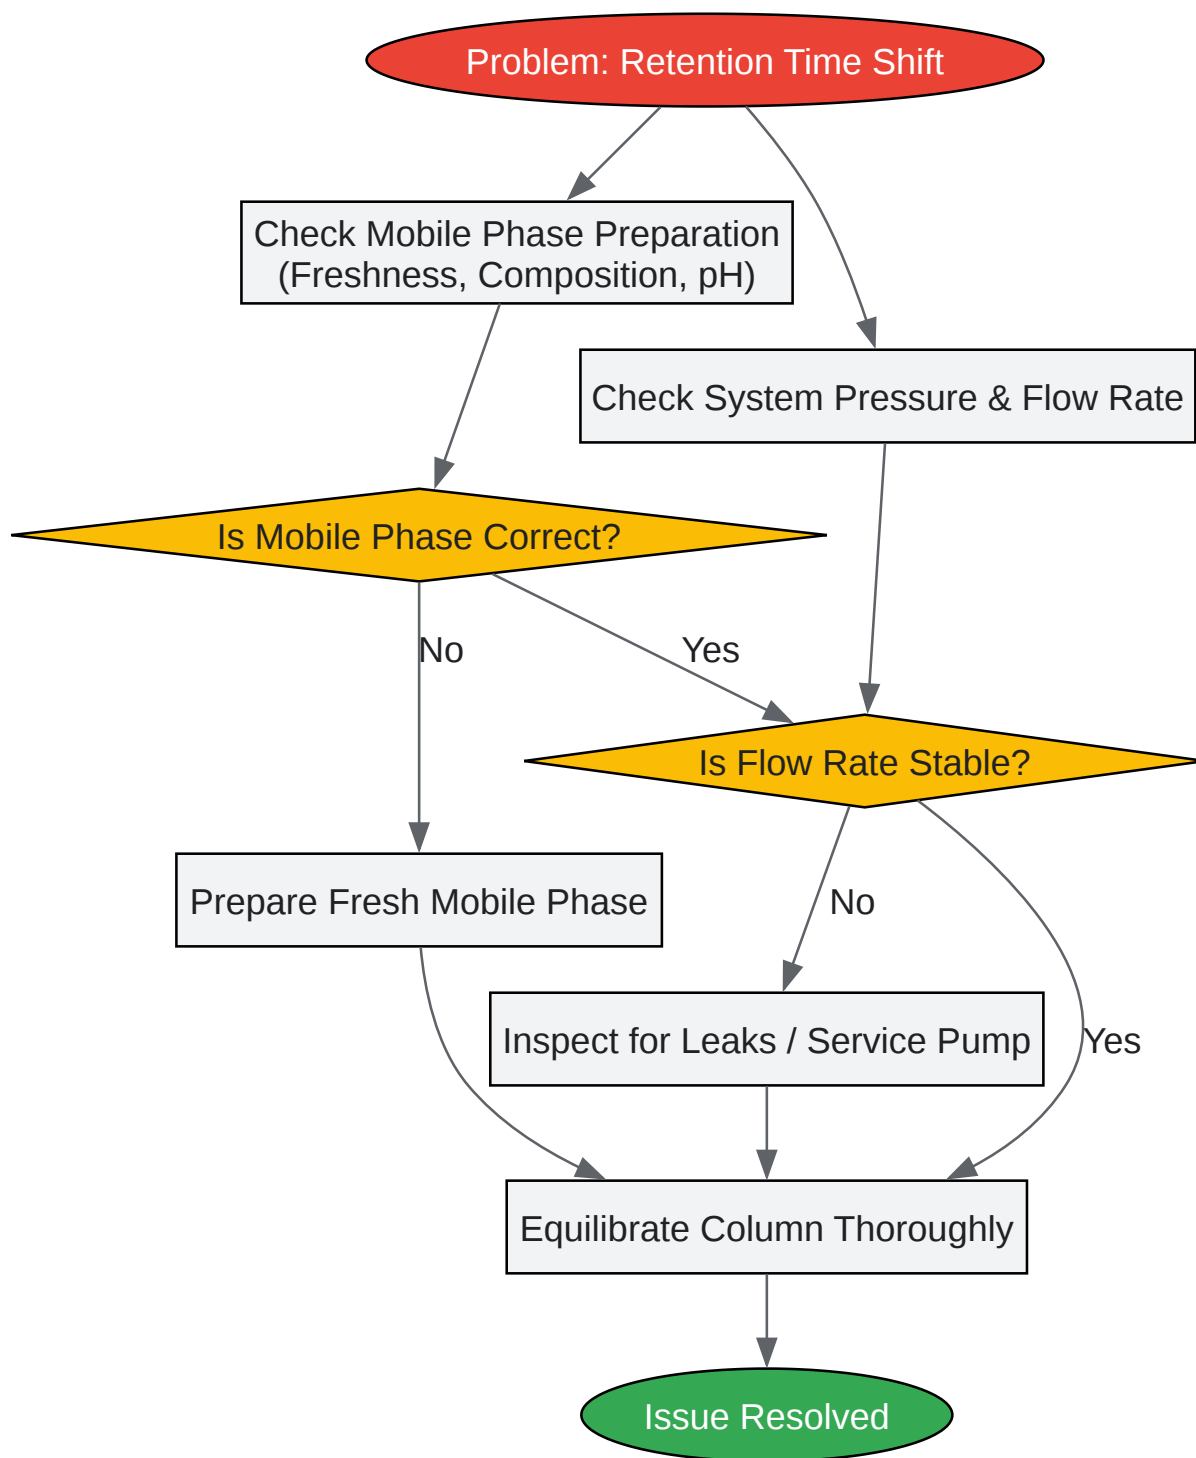 Problem: Retention Time Shift
Check Mobile Phase Preparation
(Freshness, Composition, pH)
Check System Pressure & Flow Rate
Is Mobile Phase Correct?
No
Yes
Is Flow Rate Stable?
Prepare Fresh Mobile Phase
No
Inspect for Leaks / Service Pump
Yes
Equilibrate Column Thoroughly
Issue Resolved